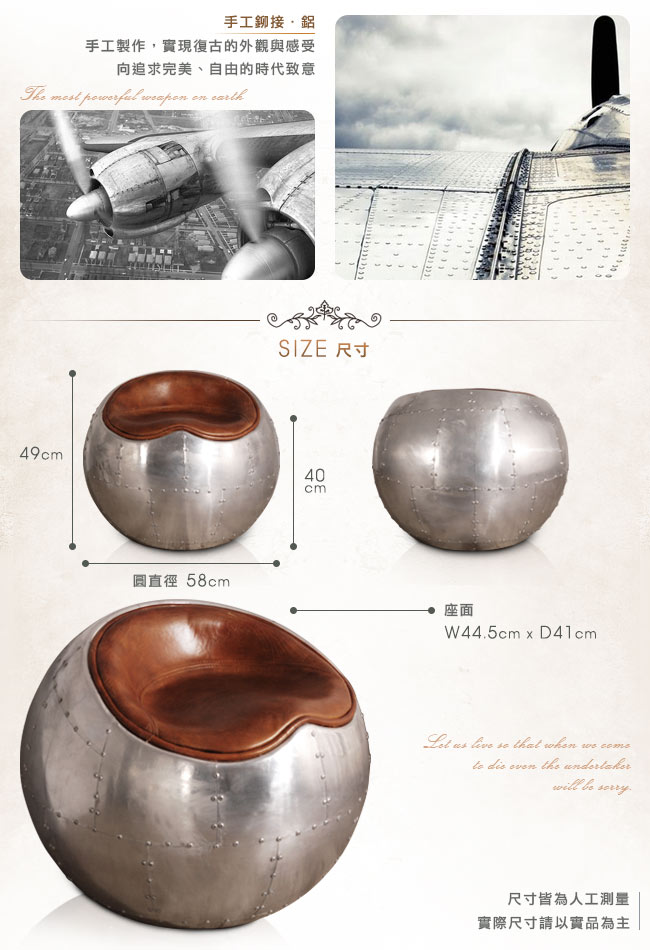 手工鉚接．鋁
手工製作，實現復古的外觀與感受
向追求完美、自由的時代致意
The most powerful weapon on earth
SIZE 尺寸
49cm
40
cm
圓直徑 58cm
座面
W44.5cm x D41cm
Let us live so that when we come
to die even the undertaker
will be sorry.
尺寸皆為人工測量
實際尺寸請以實品為主